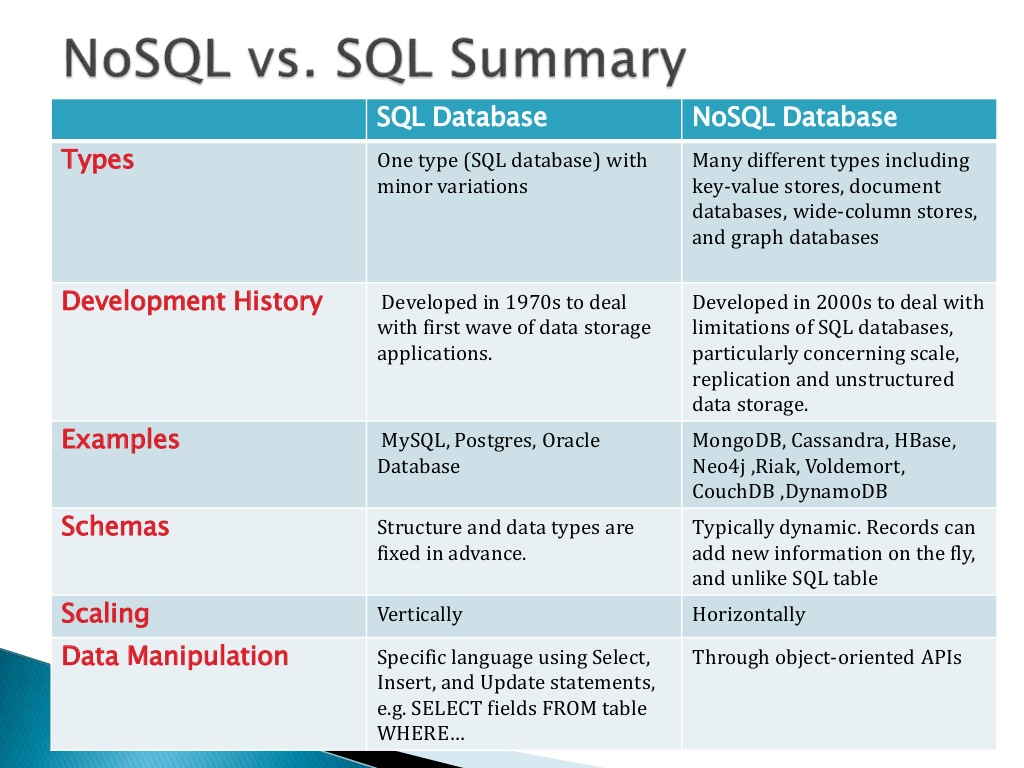 NoSQL vs. SQL Summary
SQL Database
NoSQL Database
Types
One type (SQL database) with
minor variations
Many different types including
key-value stores, document
databases, wide-column stores,
and graph databases
Development History
Developed in 1970s to deal
with first wave of data storage
applications.
Developed in 2000s to deal with
limitations of SQL databases,
particularly concerning scale,
replication and unstructured
data storage.
Examples
MySQL, Postgres, Oracle
Database
MongoDB, Cassandra, HBase,
Neo4j ,Riak, Voldemort,
CouchDB ,DynamoDB
Schemas
Structure and data types are
fixed in advance.
Typically dynamic. Records can
add new information on the fly,
and unlike SQL table
Scaling
Vertically
Horizontally
Data Manipulation
Specific language using Select,
Insert, and Update statements,
e.g. SELECT fields FROM table
WHERE…
Through object-oriented APIs